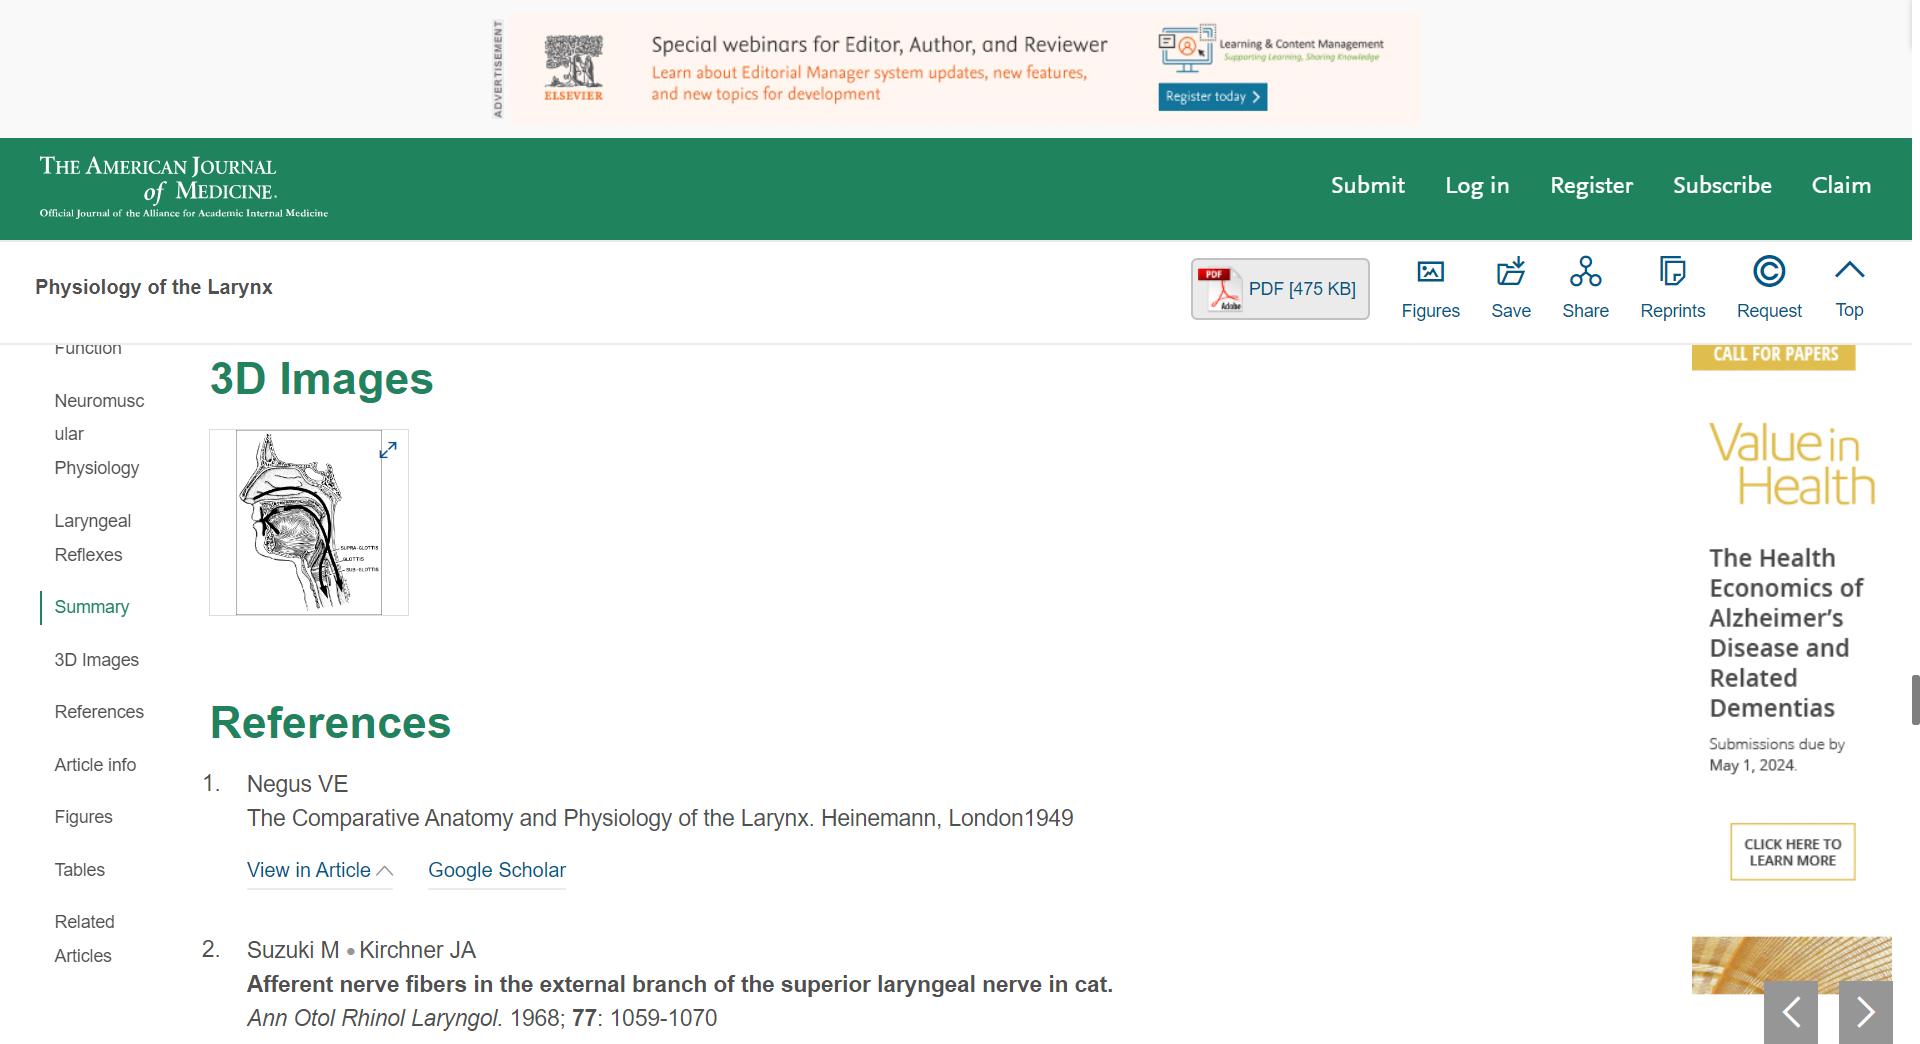 ADVERTISEMENT
ELSEVIER
Special webinars for Editor, Author, and Reviewer
Learn about Editorial Manager system updates, new features,
and new topics for development
Learning & Content Management
Supporting Learning, Sharing Knowledge
Register today
THE AMERICAN JOURNAL
of MEDICINE.
Official Journal of the Alliance for Academic Internal Medicine
Submit
Log in
Register
Subscribe
Claim
Physiology of the Larynx
PDF
Adobe
PDF [475 KB]
Figures
Save
Share
Reprints
Request
Top
Function
Neuromusc
ular
Physiology
Laryngeal
Reflexes
Summary
3D Images
References
Article info
Figures
Tables
Related
Articles
3D Images
SUPRA-GLOTTIS
GLOTTIS
SUB-GLOTTIS
References
1. Negus VE
The Comparative Anatomy and Physiology of the Larynx. Heinemann, London1949
View in Article
Google Scholar
2. Suzuki M • Kirchner JA
Afferent nerve fibers in the external branch of the superior laryngeal nerve in cat.
Ann Otol Rhinol Laryngol. 1968; 77: 1059-1070
CALL FOR PAPERS
Value in
Health
The Health
Economics of
Alzheimer's
Disease and
Related
Dementias
Submissions due by
May 1, 2024.
CLICK HERE TO
LEARN MORE